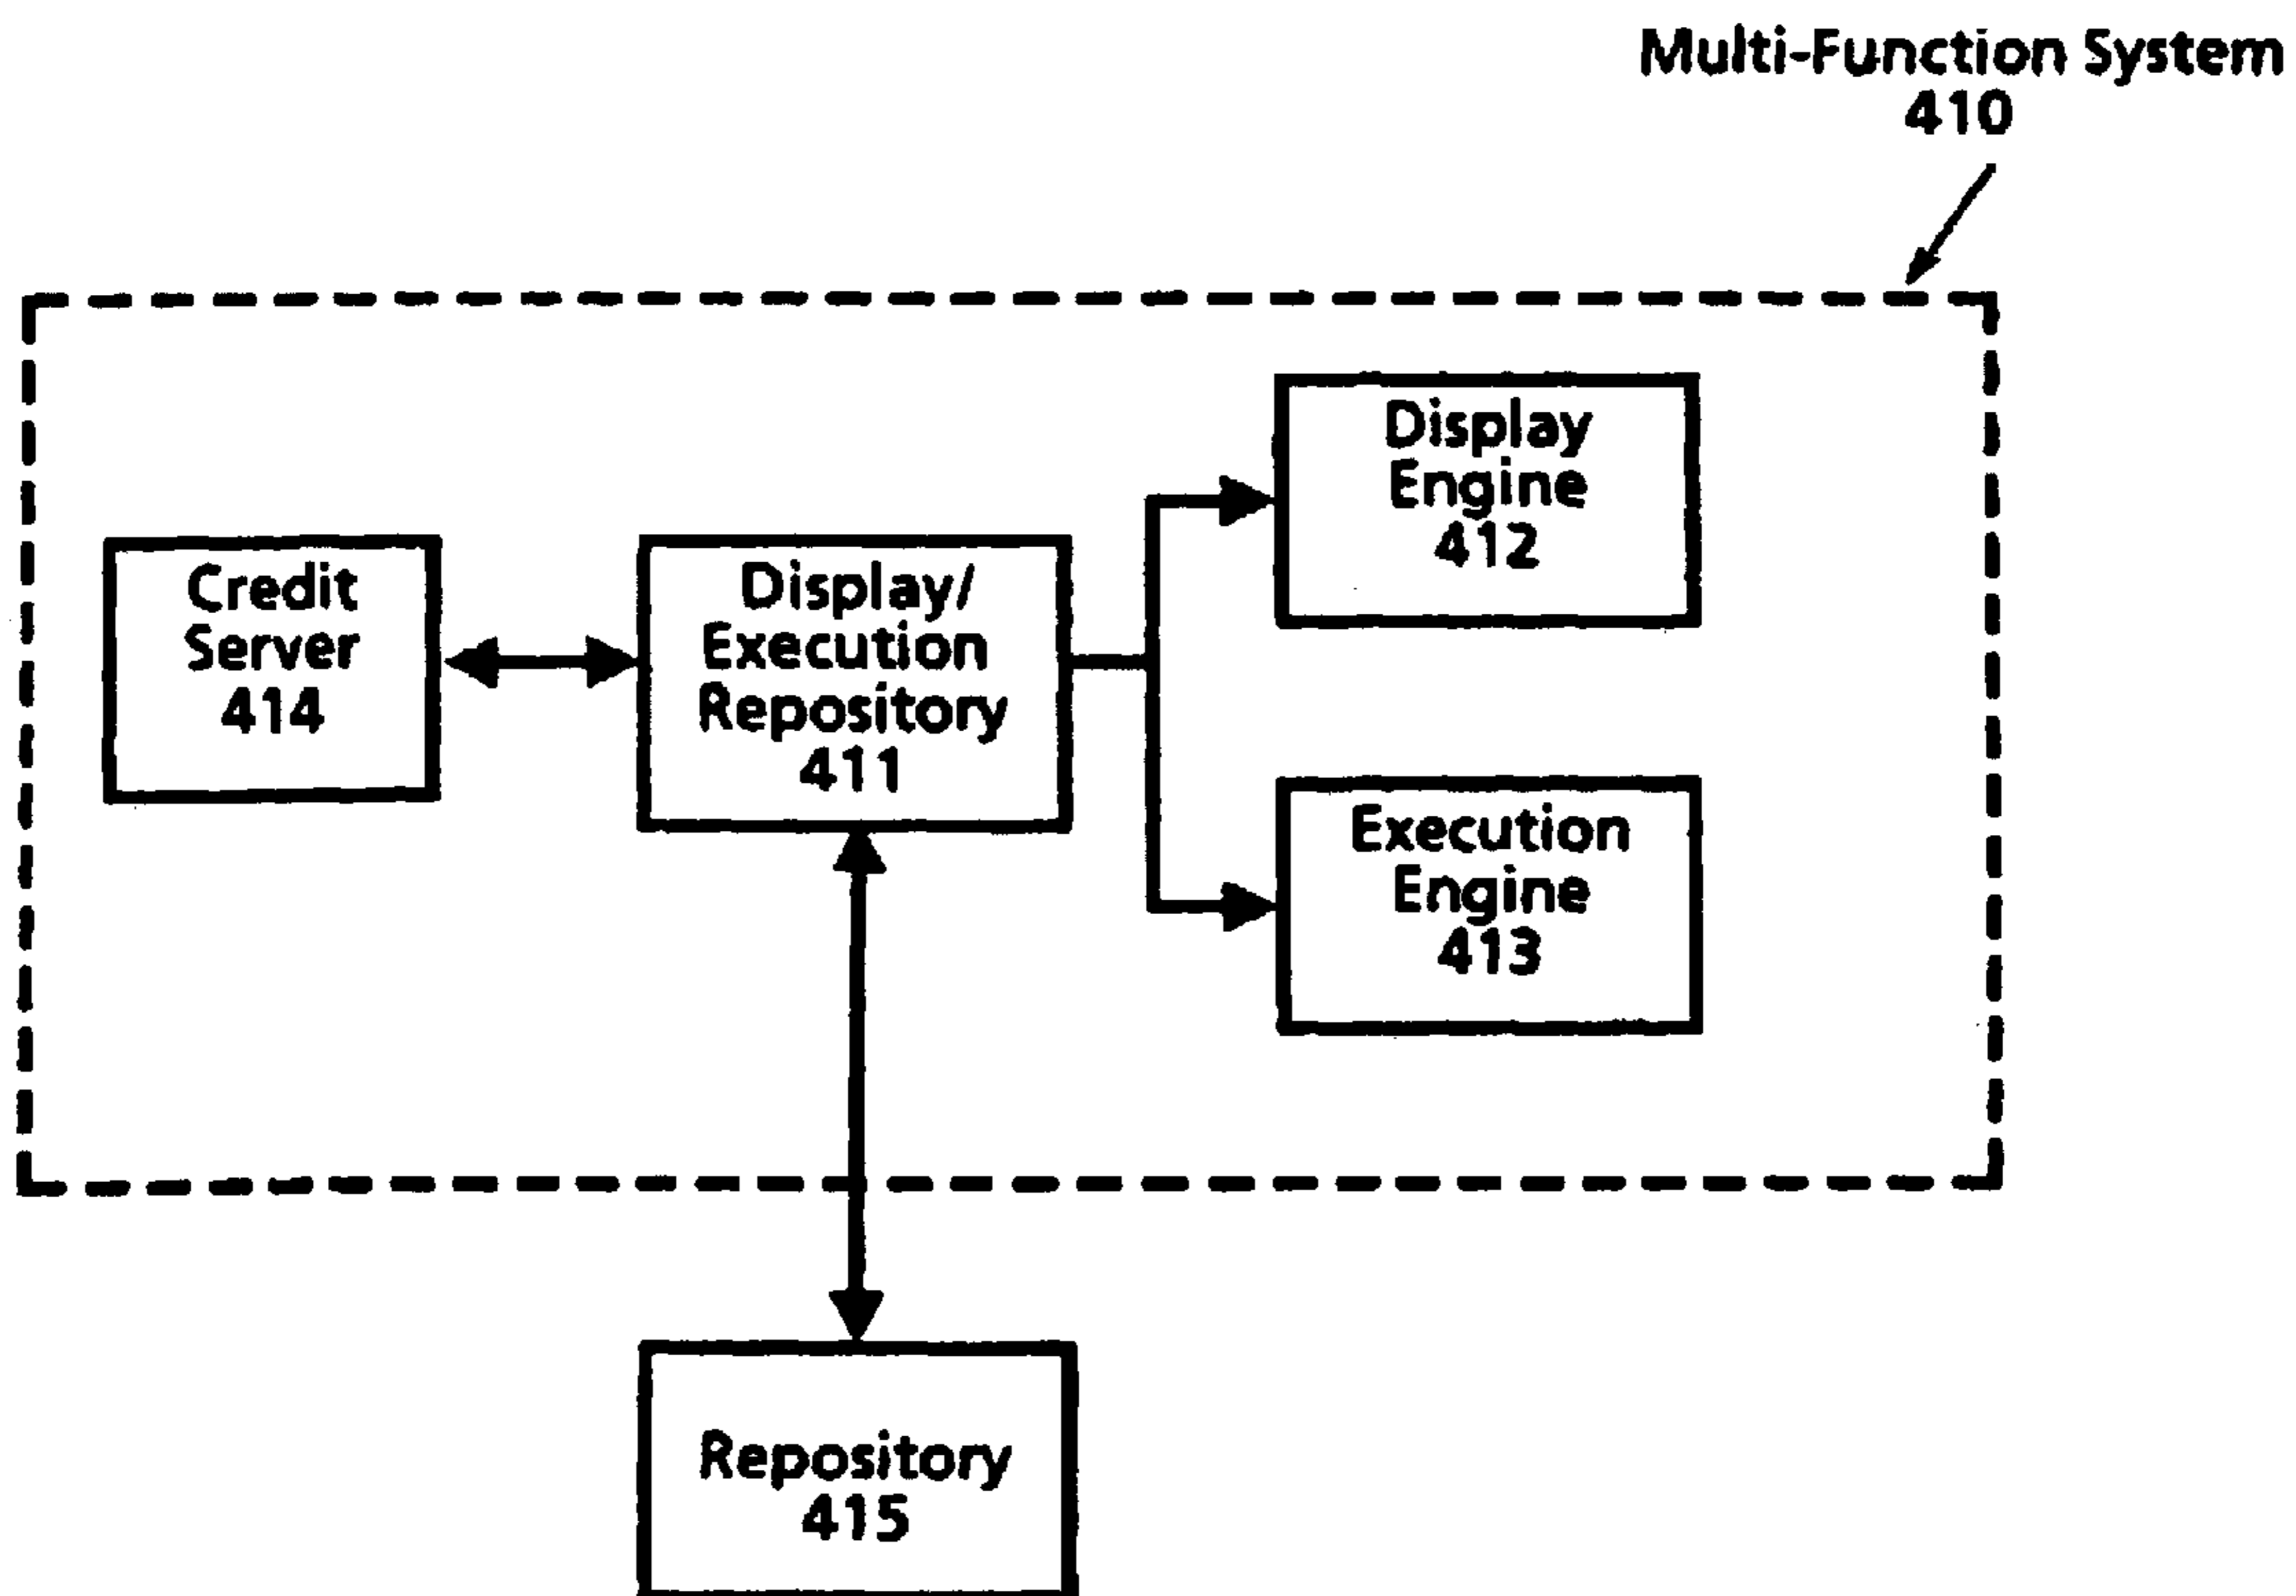 Multi-Function System
410
Display
Engine
412
Credit
Server
414
Display/
Execution
Repository
411
Execution
Engine
413
Repository
415